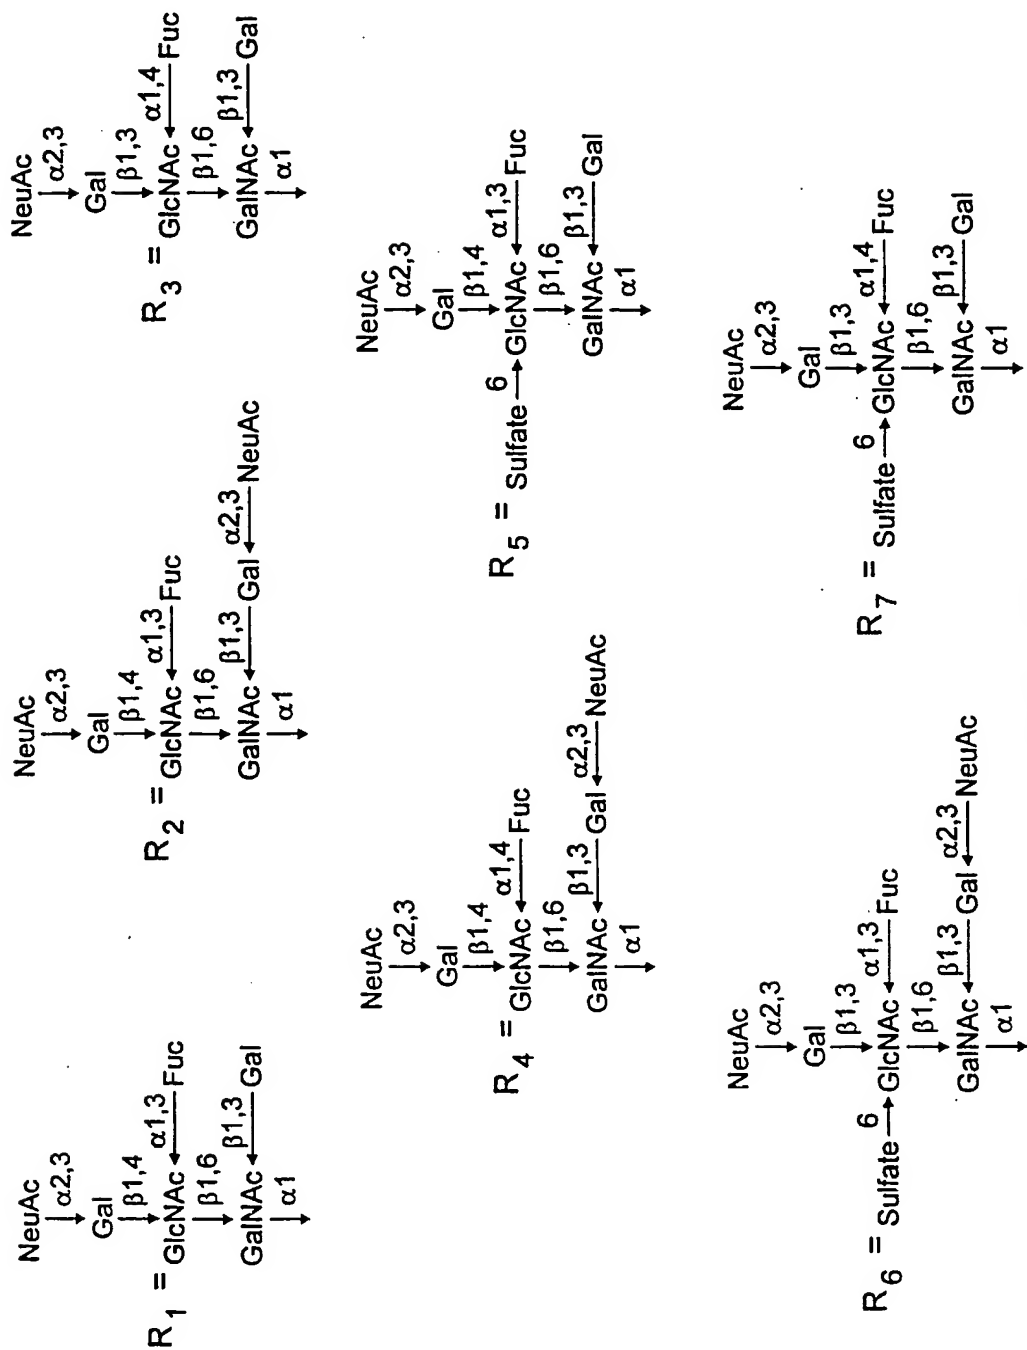 NeuAc
α2,3
Gal
β1,4
R1 = GlcNAc α1,3 Fuc
β1,6
GalNAc β1,3 Gal
α1
NeuAc
α2,3
Gal
β1,4
R2 = GlcNAc α1,3 Fuc
β1,6
GalNAc β1,3 Gal α2,3 NeuAc
α1
NeuAc
α2,3
Gal
β1,3
R3 = GlcNAc α1,4 Fuc
β1,6
GalNAc β1,3 Gal
α1
NeuAc
α2,3
Gal
β1,4
R4 = GlcNAc α1,4 Fuc
β1,6
GalNAc β1,3 Gal α2,3 NeuAc
α1
NeuAc
α2,3
Gal
β1,4
R5 = Sulfate 6 GlcNAc α1,3 Fuc
β1,6
GalNAc β1,3 Gal
α1
NeuAc
α2,3
Gal
β1,3
R6 = Sulfate 6 GlcNAc α1,3 Fuc
β1,6
GalNAc β1,3 Gal α2,3 NeuAc
α1
NeuAc
α2,3
Gal
β1,3
R7 = Sulfate 6 GlcNAc α1,4 Fuc
β1,6
GalNAc β1,3 Gal
α1